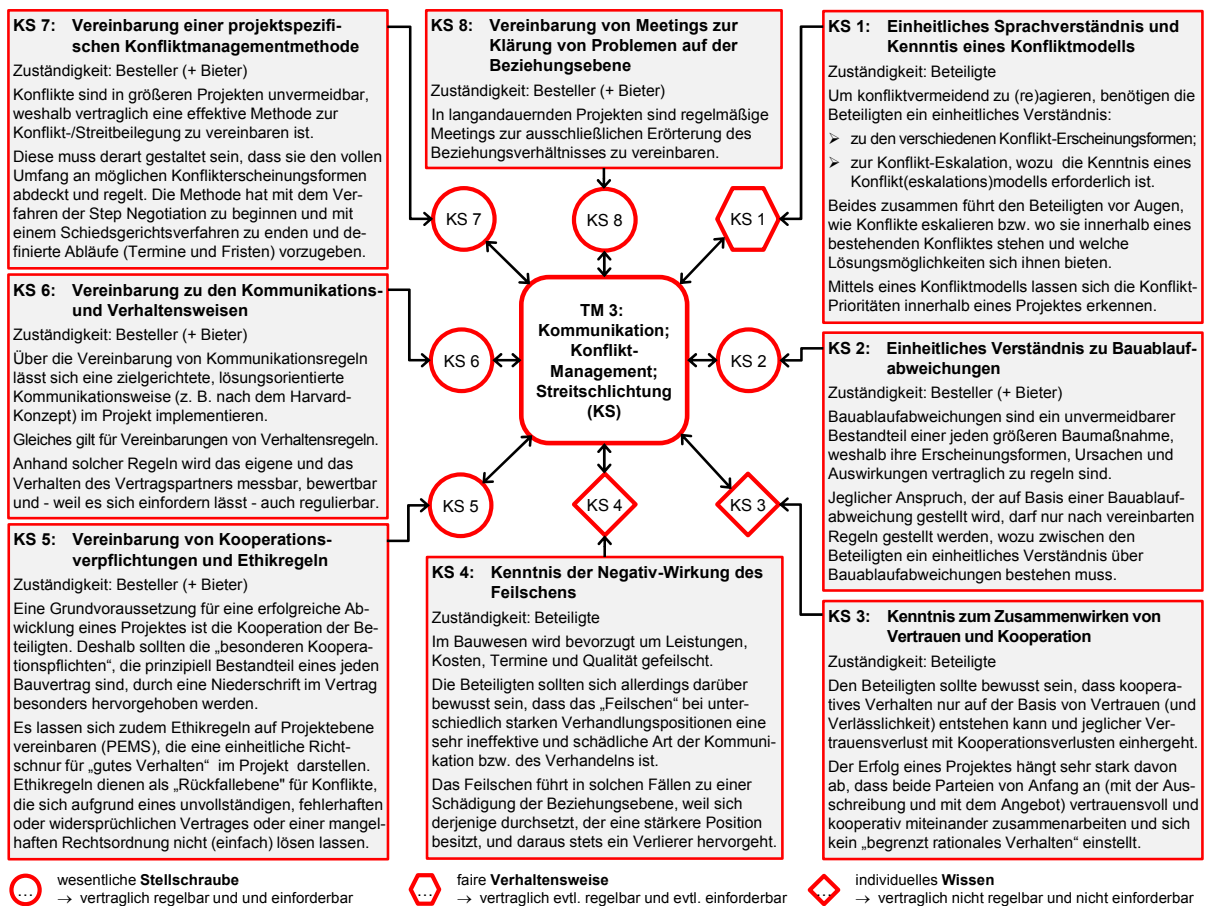 KS 7: Vereinbarung einer projektspezifi-
schen Konfliktmanagementmethode
Zuständigkeit: Besteller (+ Bieter)
Konflikte sind in größeren Projekten unvermeidbar,
weshalb vertraglich eine effektive Methode zur
Konflikt-/Streitbeilegung zu vereinbaren ist.
Diese muss derart gestaltet sein, dass sie den vollen
Umfang an möglichen Konflikterscheinungsformen
abdeckt und regelt. Die Methode hat mit dem Ver-
fahren der Step Negotiation zu beginnen und mit
einem Schiedsgerichtsverfahren zu enden und de-
finierte Abläufe (Termine und Fristen) vorzugeben.
KS 8: Vereinbarung von Meetings zur
Klärung von Problemen auf der
Beziehungsebene
Zuständigkeit: Besteller (+ Bieter)
In langandauernden Projekten sind regelmäßige
Meetings zur ausschließlichen Erörterung des
Beziehungsverhältnisses zu vereinbaren.
KS 1: Einheitliches Sprachverständnis und
Kennntis eines Konfliktmodells
Zuständigkeit: Beteiligte
Um konfliktvermeidend zu (re)agieren, benötigen die
Beteiligten ein einheitliches Verständnis:
➢ zu den verschiedenen Konflikt-Erscheinungsformen;
➢ zur Konflikt-Eskalation, wozu die Kenntnis eines
Konflikt(eskalations)modells erforderlich ist.
Beides zusammen führt den Beteiligten vor Augen,
wie Konflikte eskalieren bzw. wo sie innerhalb eines
bestehenden Konfliktes stehen und welche
Lösungsmöglichkeiten sich ihnen bieten.
Mittels eines Konfliktmodells lassen sich die Konflikt-
Prioritäten innerhalb eines Projektes erkennen.
KS 7
KS 8
KS 1
KS 6: Vereinbarung zu den Kommunikations-
und Verhaltensweisen
Zuständigkeit: Besteller (+ Bieter)
Über die Vereinbarung von Kommunikationsregeln
lässt sich eine zielgerichtete, lösungsorientierte
Kommunikationsweise (z. B. nach dem Harvard-
Konzept) im Projekt implementieren.
Gleiches gilt für Vereinbarungen von Verhaltensregeln.
Anhand solcher Regeln wird das eigene und das
Verhalten des Vertragspartners messbar, bewertbar
und - weil es sich einfordern lässt - auch regulierbar.
KS 6
TM 3:
Kommunikation;
Konflikt-
Management;
Streitschlichtung
(KS)
KS 2
KS 2: Einheitliches Verständnis zu Bauablauf-
abweichungen
Zuständigkeit: Besteller (+ Bieter)
Bauablaufabweichungen sind ein unvermeidbarer
Bestandteil einer jeden größeren Baumaßnahme,
weshalb ihre Erscheinungsformen, Ursachen und
Auswirkungen vertraglich zu regeln sind.
Jeglicher Anspruch, der auf Basis einer Bauablauf-
abweichung gestellt wird, darf nur nach vereinbarten
Regeln gestellt werden, wozu zwischen den
Beteiligten ein einheitliches Verständnis über
Bauablaufabweichungen bestehen muss.
KS 5
KS 4
KS 3
KS 5: Vereinbarung von Kooperations-
verpflichtungen und Ethikregeln
Zuständigkeit: Besteller (+ Bieter)
Eine Grundvoraussetzung für eine erfolgreiche Ab-
wicklung eines Projektes ist die Kooperation der Be-
teiligten. Deshalb sollten die „besonderen Koopera-
tionspflichten“, die prinzipiell Bestandteil eines jeden
Bauvertrag sind, durch eine Niederschrift im Vertrag
besonders hervorgehoben werden.
Es lassen sich zudem Ethikregeln auf Projektebene
vereinbaren (PEMS), die eine einheitliche Richt-
schnur für „gutes Verhalten“ im Projekt darstellen.
Ethikregeln dienen als „Rückfallebene" für Konflikte,
die sich aufgrund eines unvollständigen, fehlerhaften
oder widersprüchlichen Vertrages oder einer mangel-
haften Rechtsordnung nicht (einfach) lösen lassen.
KS 4: Kenntnis der Negativ-Wirkung des
Feilschens
Zuständigkeit: Beteiligte
Im Bauwesen wird bevorzugt um Leistungen,
Kosten, Termine und Qualität gefeilscht.
Die Beteiligten sollten sich allerdings darüber
bewusst sein, dass das „Feilschen“ bei unter-
schiedlich starken Verhandlungspositionen eine
sehr ineffektive und schädliche Art der Kommuni-
kation bzw. des Verhandelns ist.
Das Feilschen führt in solchen Fällen zu einer
Schädigung der Beziehungsebene, weil sich
derjenige durchsetzt, der eine stärkere Position
besitzt, und daraus stets ein Verlierer hervorgeht.
KS 3: Kenntnis zum Zusammenwirken von
Vertrauen und Kooperation
Zuständigkeit: Beteiligte
Den Beteiligten sollte bewusst sein, dass koopera-
tives Verhalten nur auf der Basis von Vertrauen (und
Verlässlichkeit) entstehen kann und jeglicher Ver-
trauensverlust mit Kooperationsverlusten einhergeht.
Der Erfolg eines Projektes hängt sehr stark davon
ab, dass beide Parteien von Anfang an (mit der Aus-
schreibung und mit dem Angebot) vertrauensvoll und
kooperativ miteinander zusammenarbeiten und sich
kein „begrenzt rationales Verhalten“ einstellt.
... wesentliche Stellschraube
→ vertraglich regelbar und und einforderbar
... faire Verhaltensweise
→ vertraglich evtl. regelbar und evtl. einforderbar
... individuelles Wissen
→ vertraglich nicht regelbar und nicht einforderbar